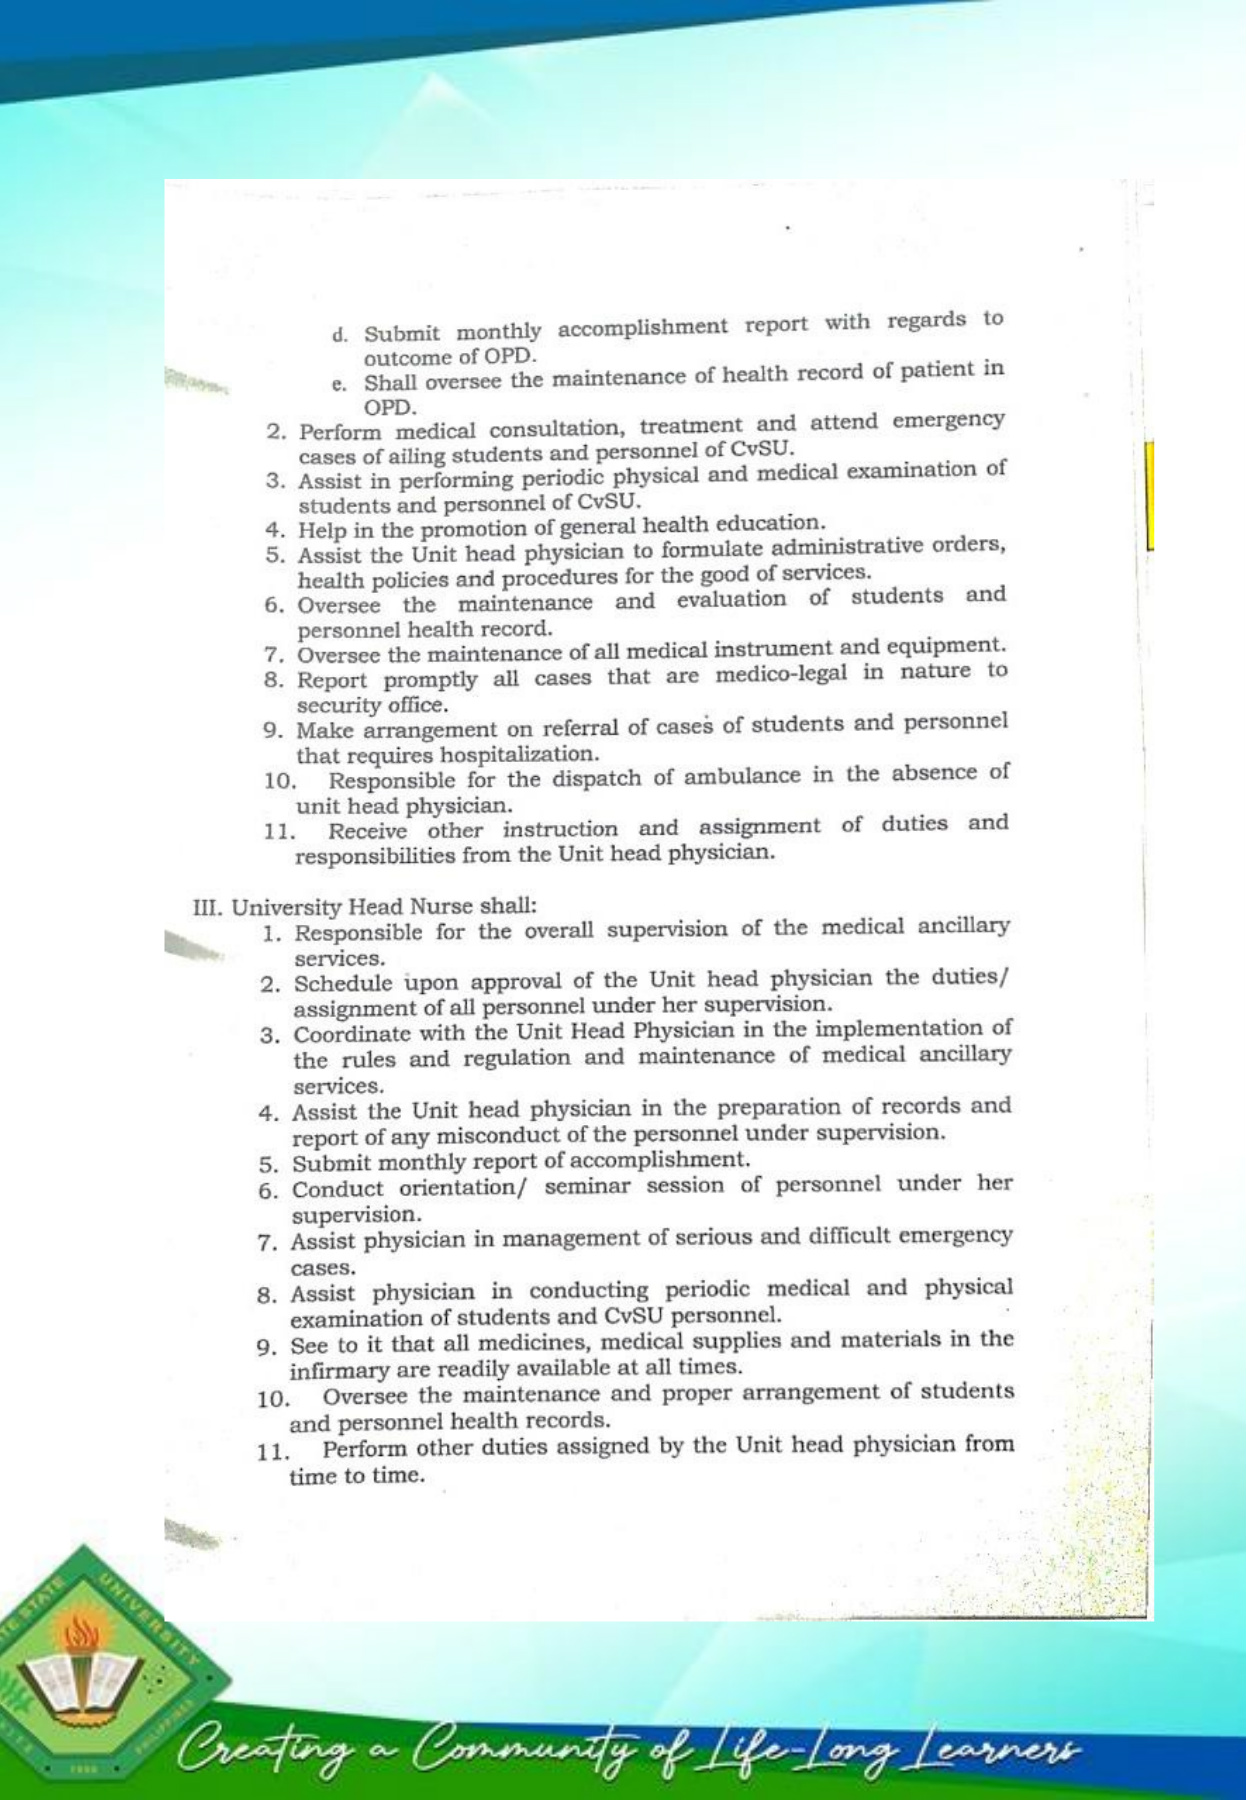 d. Submit monthly accomplishment report with regards to
outcome of OPD.
e. Shall oversee the maintenance of health record of patient in
OPD.
2. Perform medical consultation, treatment and attend emergency
cases of ailing students and personnel of CvSU.
3. Assist in performing periodic physical and medical examination of
students and personnel of CvSU.
4. Help in the promotion of general health education.
5. Assist the Unit head physician to formulate administrative orders,
health policies and procedures for the good of services.
6. Oversee the maintenance and evaluation of students and
personnel health record.
7. Oversee the maintenance of all medical instrument and equipment.
8. Report promptly all cases that are medico-legal in nature to
security office.
9. Make arrangement on referral of cases of students and personnel
that requires hospitalization.
10. Responsible for the dispatch of ambulance in the absence of
unit head physician.
11. Receive other instruction and assignment of duties and
responsibilities from the Unit head physician.
III. University Head Nurse shall:
1. Responsible for the overall supervision of the medical ancillary
services.
2. Schedule upon approval of the Unit head physician the duties/
assignment of all personnel under her supervision.
3. Coordinate with the Unit Head Physician in the implementation of
the rules and regulation and maintenance of medical ancillary
services.
4. Assist the Unit head physician in the preparation of records and
report of any misconduct of the personnel under supervision.
5. Submit monthly report of accomplishment.
6. Conduct orientation/ seminar session of personnel under her
supervision.
7. Assist physician in management of serious and difficult emergency
cases.
8. Assist physician in conducting periodic medical and physical
examination of students and CvSU personnel.
9. See to it that all medicines, medical supplies and materials in the
infirmary are readily available at all times.
10. Oversee the maintenance and proper arrangement of students
and personnel health records.
11. Perform other duties assigned by the Unit head physician from
time to time.
STATE UNIVERSITY
PHILIPPINES
Creating a Community of Life-Long Learners